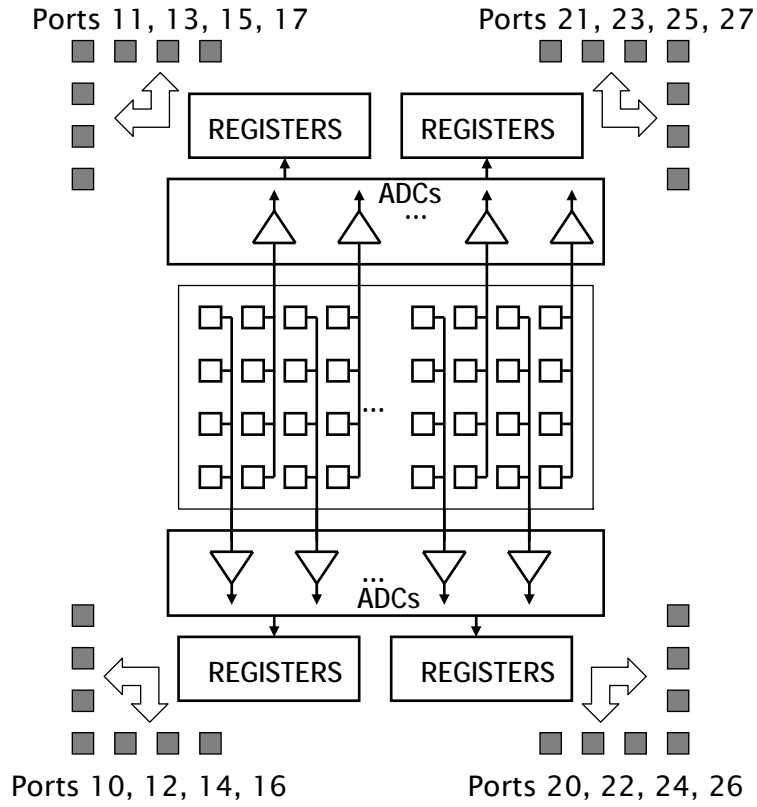 Ports 11, 13, 15, 17
Ports 21, 23, 25, 27
REGISTERS
REGISTERS
ADCs
...
...
...
ADCs
REGISTERS
REGISTERS
Ports 10, 12, 14, 16
Ports 20, 22, 24, 26